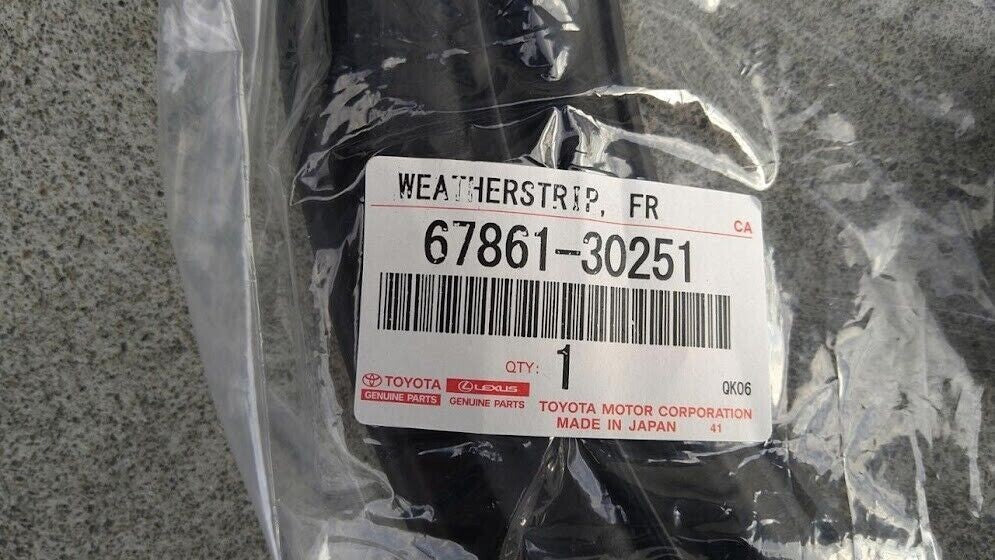 WEATHERSTRIP, FR
CA
67861-30251
QTY: 1
QK06
TOYOTA LEXUS
GENUINE PARTS GENUINE PARTS
TOYOTA MOTOR CORPORATION
MADE IN JAPAN 41